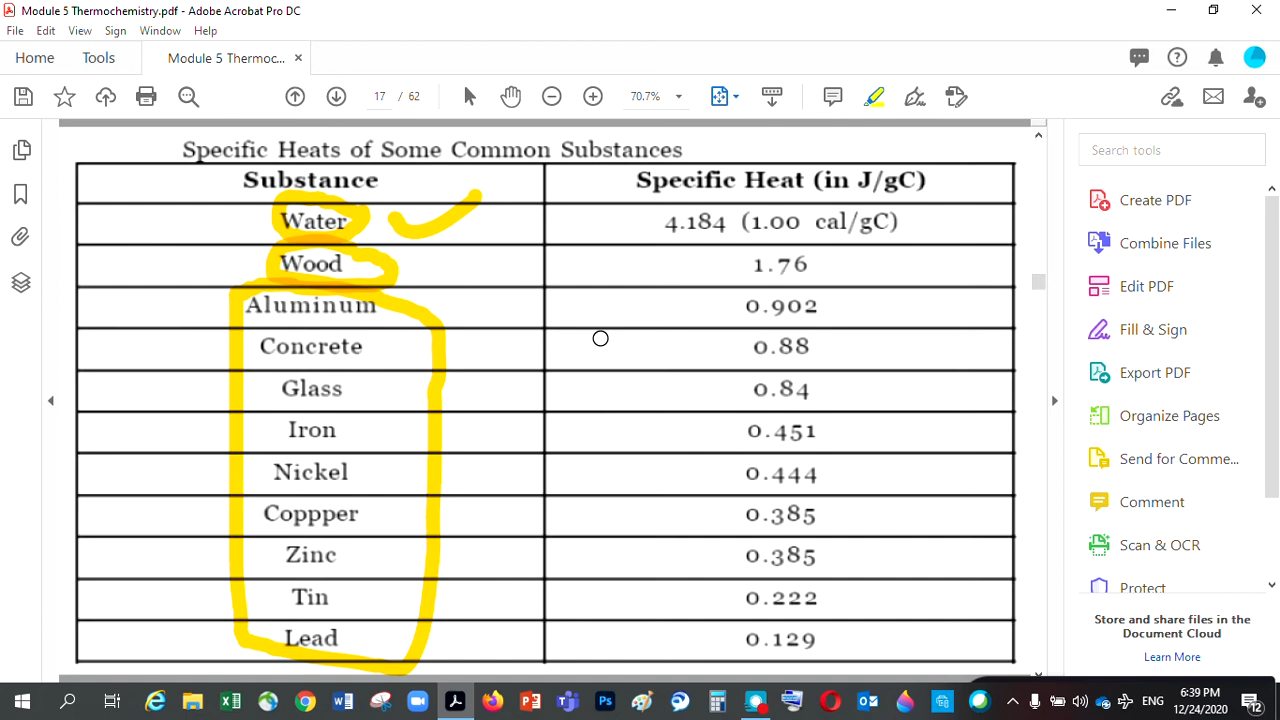 Module 5 Thermochemistry.pdf - Adobe Acrobat Pro DC
File Edit View Sign Window Help
Home Tools Module 5 Thermoc... ×
17 / 62 70.7%
Specific Heats of Some Common Substances
Substance Specific Heat (in J/gC)
Water 4.184 (1.00 cal/gC)
Wood 1.76
Aluminum 0.902
Concrete 0.88
Glass 0.84
Iron 0.451
Nickel 0.444
Coppper 0.385
Zinc 0.385
Tin 0.222
Lead 0.129
Search tools
Create PDF
Combine Files
Edit PDF
Fill & Sign
Export PDF
Organize Pages
Send for Comme...
Comment
Scan & OCR
Protect
Store and share files in the
Document Cloud
Learn More
ENG
6:39 PM
12/24/2020
12